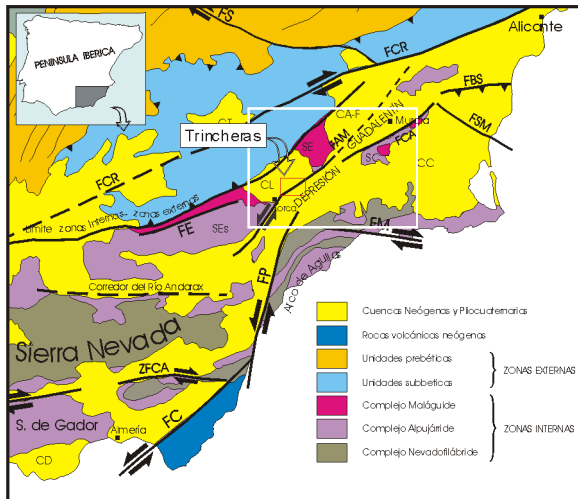 FS
Alicante
PENINSULA IBERICA
FCR
FBS
CT
CA-F
GUADALENTIN
Murcia
FSM
Trincheras
SE
FAM
FCA
SC
CC
FCR
CL
DEPRESIÓN
Lorca
Límite zonas Internas- zonas externas
FE
SEs
FM
Arco de Aguilas
FP
Corredor del Río Andarax
Sierra Nevada
ZFCA
S. de Gador
Almería
FC
CD
Cuencas Neógenas y Pliocuaternarias
Rocas volcánicas neógenas
Unidades prebéticas
ZONAS EXTERNAS
Unidades subbeticas
Complejo Maláguide
Complejo Alpujárride
ZONAS INTERNAS
Complejo Nevadofilábride